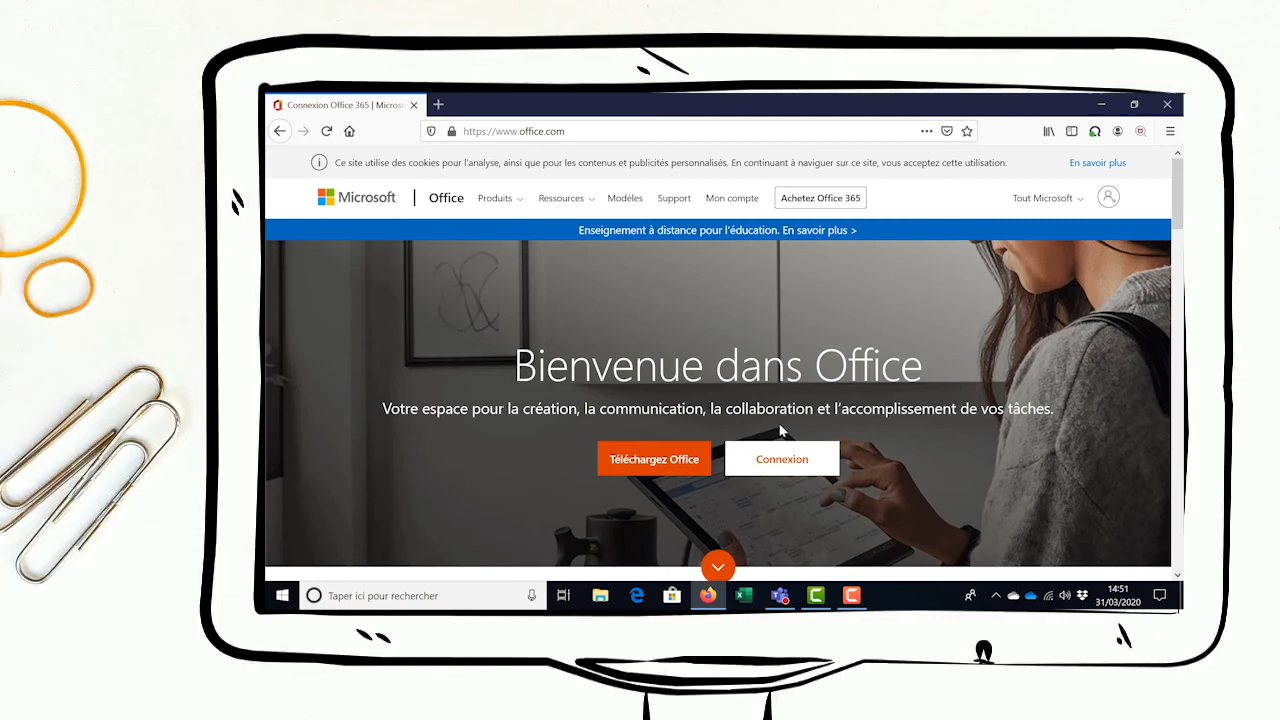 Connexion Office 365 | Micros
https://www.office.com
Ce site utilise des cookies pour l'analyse, ainsi que pour les contenus et publicités personnalisés. En continuant à naviguer sur ce site, vous acceptez cette utilisation.
En savoir plus
Microsoft
Office
Produits
Ressources
Modèles
Support
Mon compte
Achetez Office 365
Tout Microsoft
Enseignement à distance pour l'éducation. En savoir plus >
Bienvenue dans Office
Votre espace pour la création, la communication, la collaboration et l'accomplissement de vos tâches.
Téléchargez Office
Connexion
Taper ici pour rechercher
14:51
31/03/2020